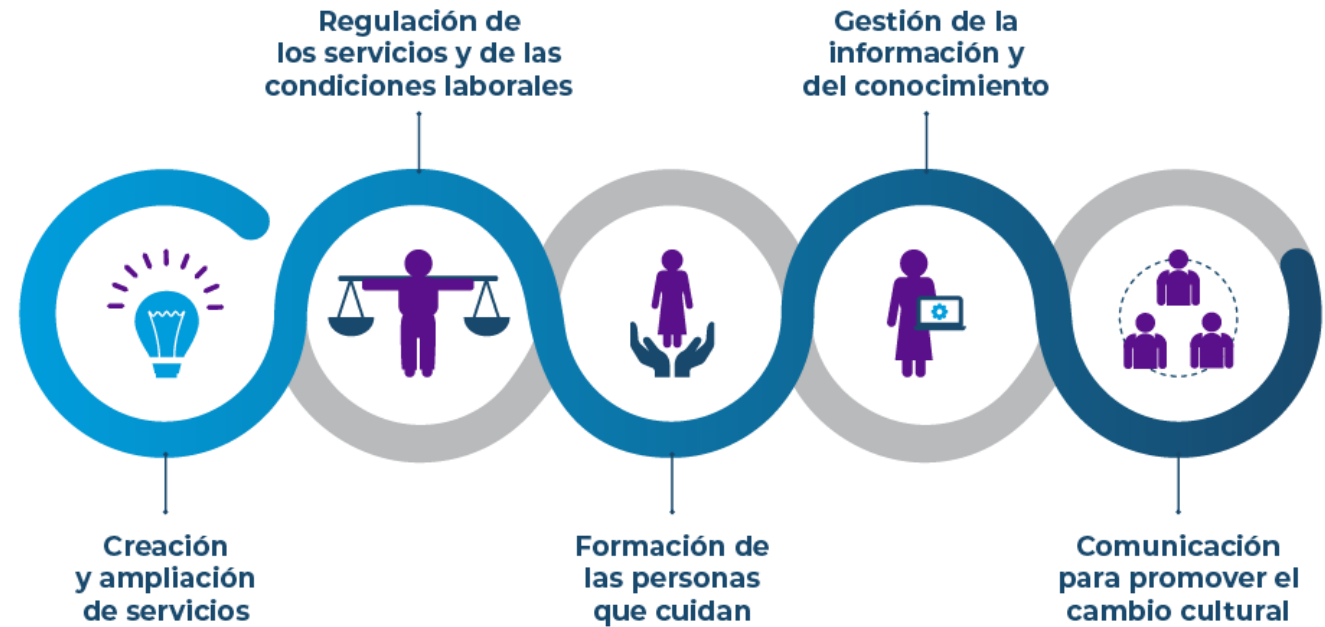 Regulación de
los servicios y de las
condiciones laborales
Gestión de la
información y
del conocimiento
Creación
y ampliación
de servicios
Formación de
las personas
que cuidan
Comunicación
para promover el
cambio cultural